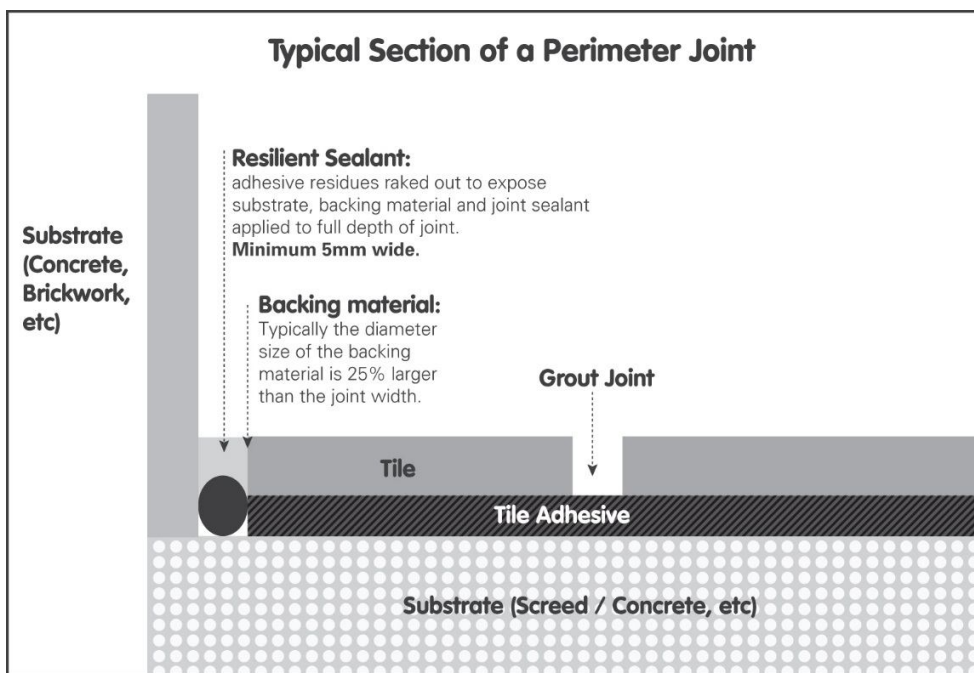 Typical Section of a Perimeter Joint
Resilient Sealant:
adhesive residues raked out to expose
substrate, backing material and joint sealant
applied to full depth of joint.
Minimum 5mm wide.
Substrate
(Concrete,
Brickwork,
etc)
Backing material:
Typically the diameter
size of the backing
material is 25% larger
than the joint width.
Grout Joint
Tile
Tile Adhesive
Substrate (Screed / Concrete, etc)